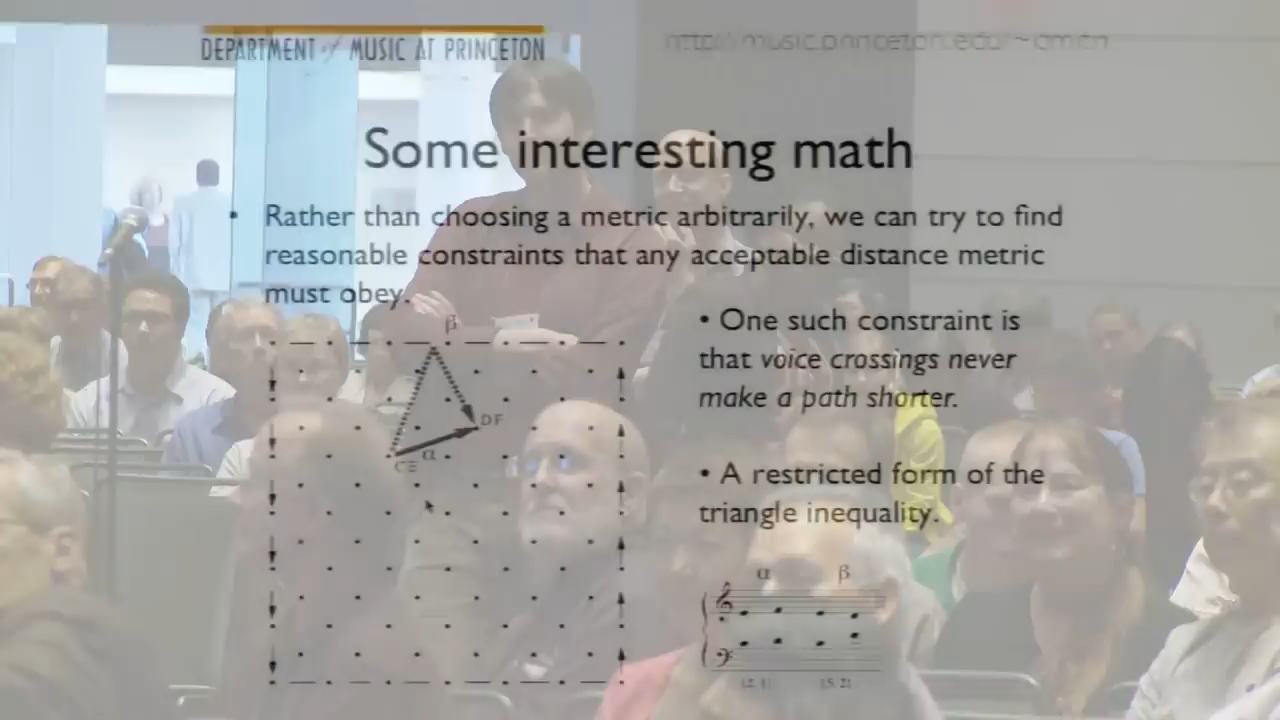 DEPARTMENT of MUSIC AT PRINCETON
Some interesting math
• Rather than choosing a metric arbitrarily, we can try to find
reasonable constraints that any acceptable distance metric
must obey.
• One such constraint is
that voice crossings never
make a path shorter.
• A restricted form of the
triangle inequality.
β
DF
α
CE
α β